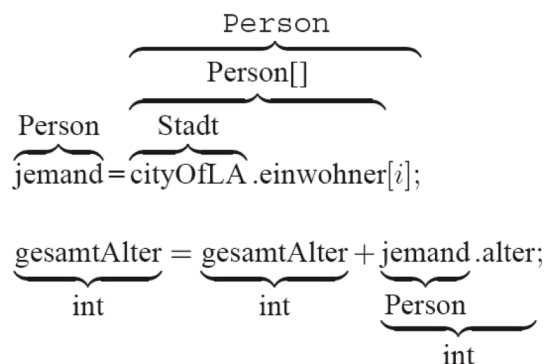 Person
Person[]
Person Stadt
jemand = cityOfLA .einwohner[i];
gesamtAlter = gesamtAlter + jemand .alter;
int int Person
int